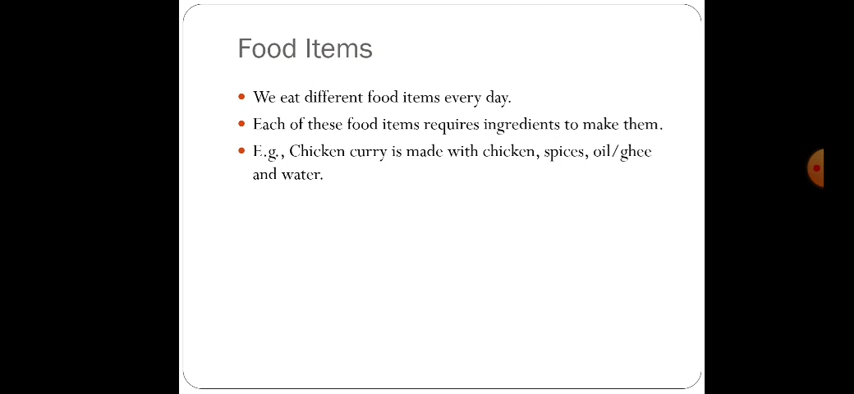 Food Items
• We eat different food items every day.
• Each of these food items requires ingredients to make them.
• E.g., Chicken curry is made with chicken, spices, oil/ghee
and water.